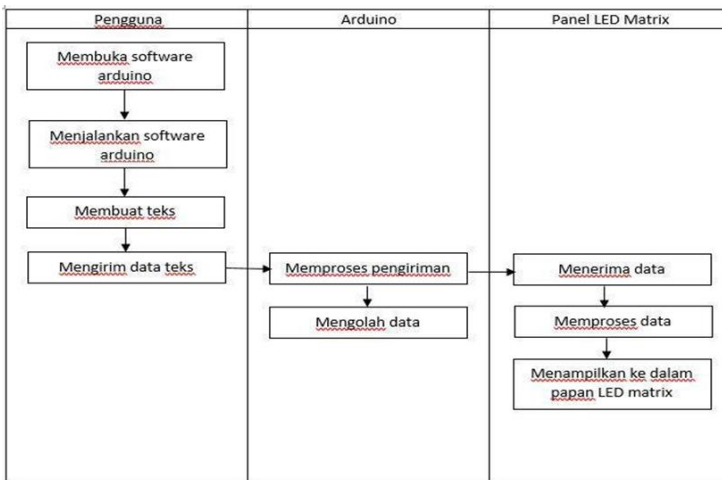 Pengguna
Arduino
Panel LED Matrix
Membuka software
arduino
Menjalankan software
arduino
Membuat teks
Mengirim data teks
Memproses pengiriman
Mengolah data
Menerima data
Memproses data
Menampilkan ke dalam
papan LED matrix